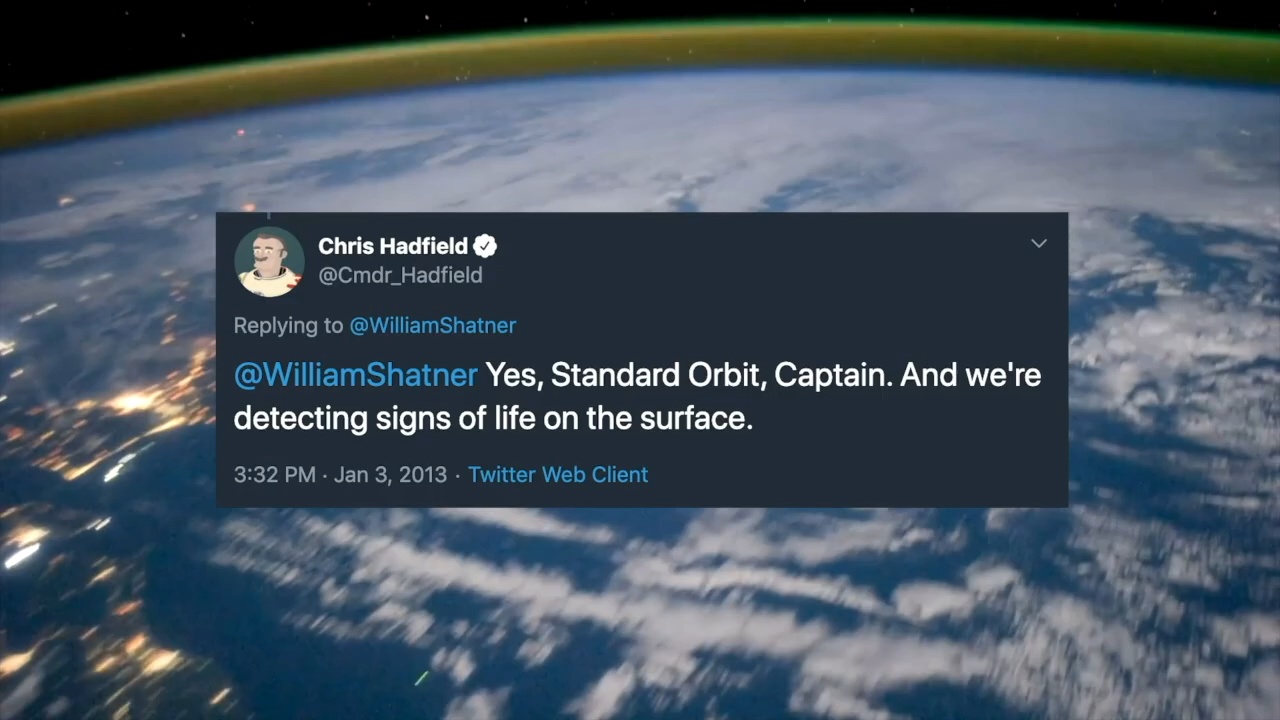 Chris Hadfield
@Cmdr_Hadfield
Replying to @WilliamShatner
@WilliamShatner Yes, Standard Orbit, Captain. And we're
detecting signs of life on the surface.
3:32 PM · Jan 3, 2013 · Twitter Web Client